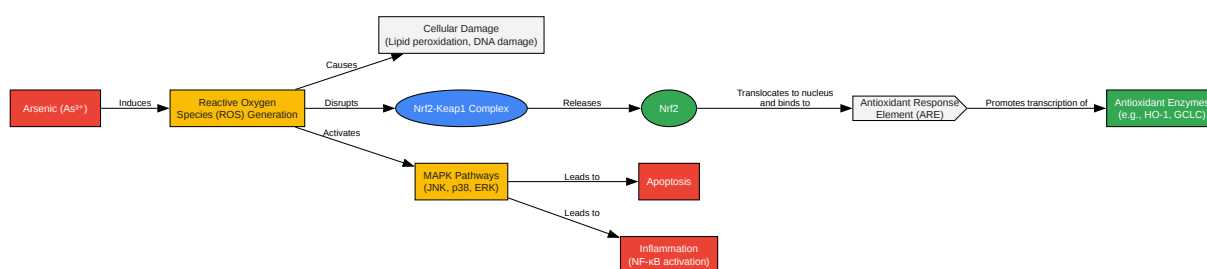 Cellular Damage
(Lipid peroxidation, DNA damage)
Causes
Arsenic (As³⁺)
Induces
Reactive Oxygen
Species (ROS) Generation
Disrupts
Nrf2-Keap1 Complex
Releases
Nrf2
Translocates to nucleus
and binds to
Antioxidant Response
Element (ARE)
Promotes transcription of
Antioxidant Enzymes
(e.g., HO-1, GCLC)
Activates
MAPK Pathways
(JNK, p38, ERK)
Leads to
Apoptosis
Leads to
Inflammation
(NF-κB activation)